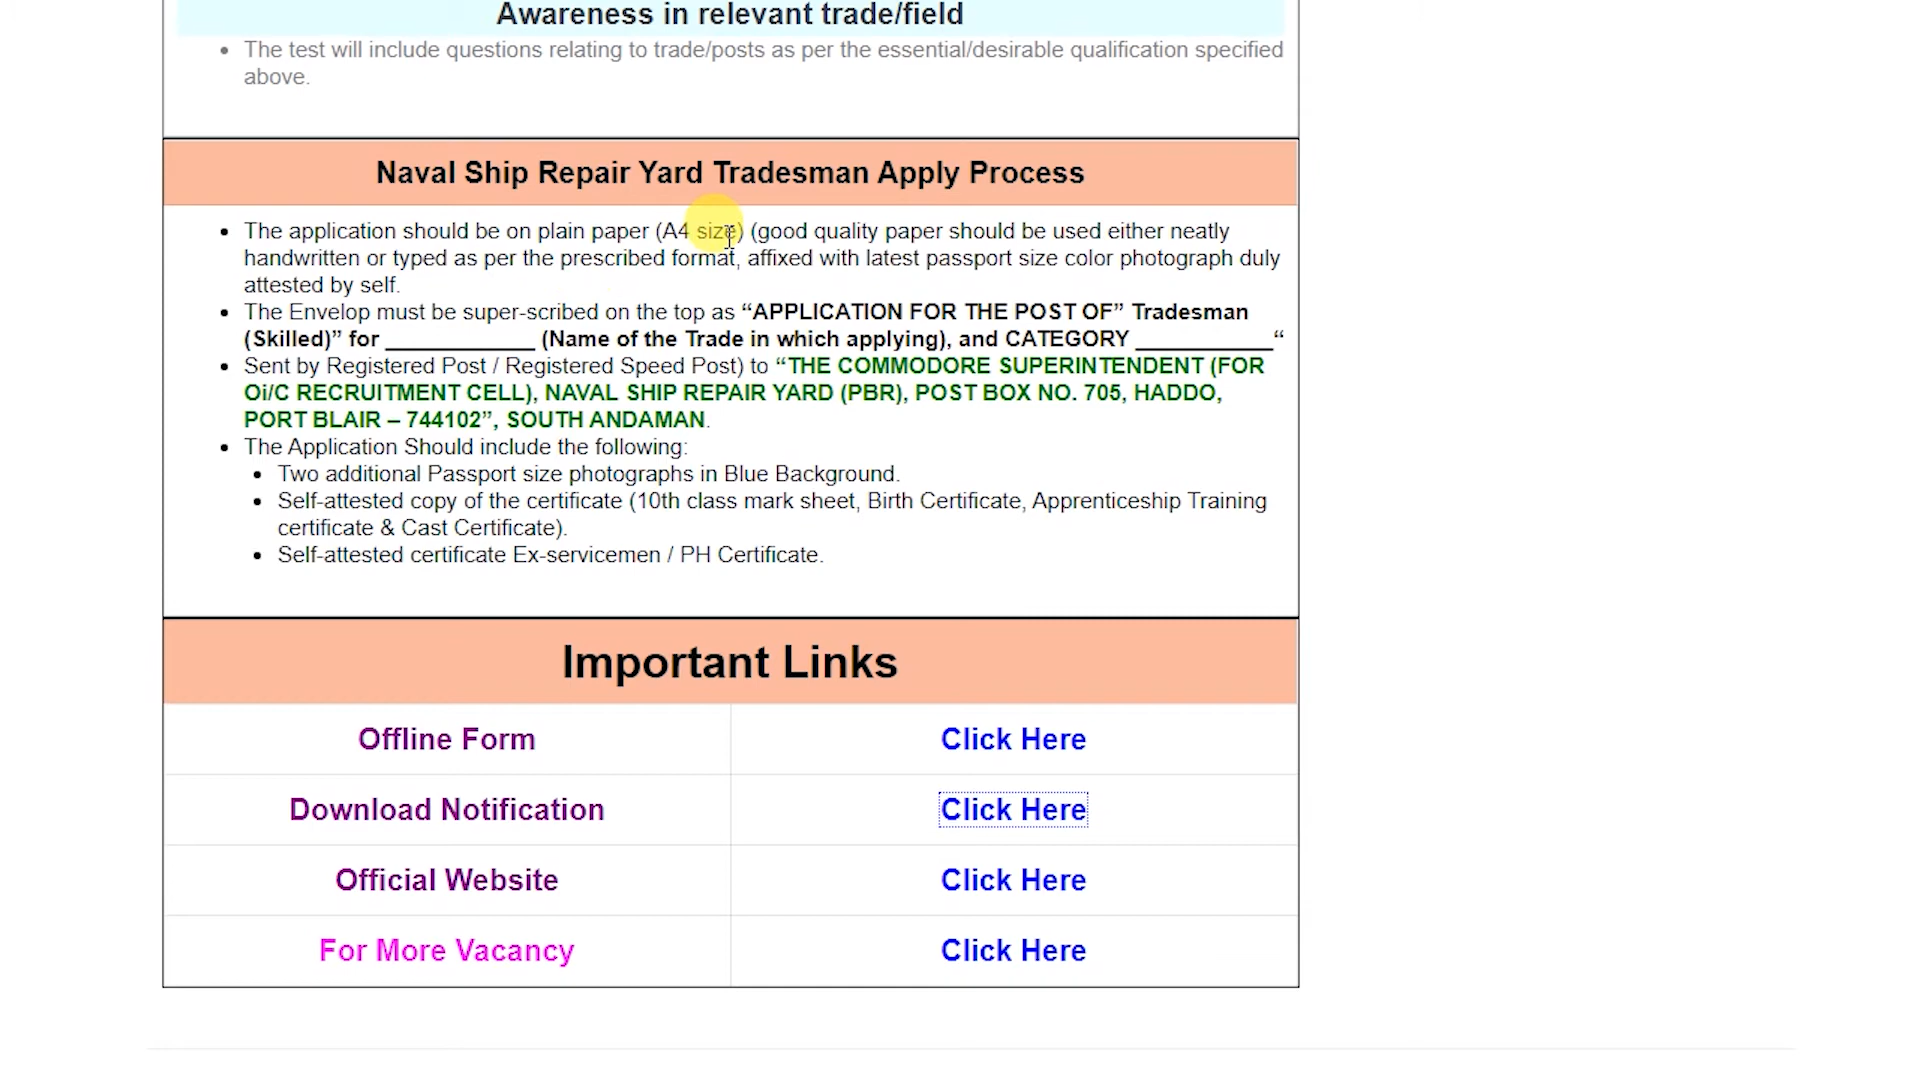 Awareness in relevant trade/field
• The test will include questions relating to trade/posts as per the essential/desirable qualification specified
above.
Naval Ship Repair Yard Tradesman Apply Process
• The application should be on plain paper (A4 size) (good quality paper should be used either neatly
handwritten or typed as per the prescribed format, affixed with latest passport size color photograph duly
attested by self.
• The Envelop must be super-scribed on the top as “APPLICATION FOR THE POST OF” Tradesman
(Skilled)” for ____________ (Name of the Trade in which applying), and CATEGORY ___________“
• Sent by Registered Post / Registered Speed Post) to “THE COMMODORE SUPERINTENDENT (FOR
Oi/C RECRUITMENT CELL), NAVAL SHIP REPAIR YARD (PBR), POST BOX NO. 705, HADDO,
PORT BLAIR – 744102”, SOUTH ANDAMAN.
• The Application Should include the following:
• Two additional Passport size photographs in Blue Background.
• Self-attested copy of the certificate (10th class mark sheet, Birth Certificate, Apprenticeship Training
certificate & Cast Certificate).
• Self-attested certificate Ex-servicemen / PH Certificate.
Important Links
Offline Form Click Here
Download Notification Click Here
Official Website Click Here
For More Vacancy Click Here